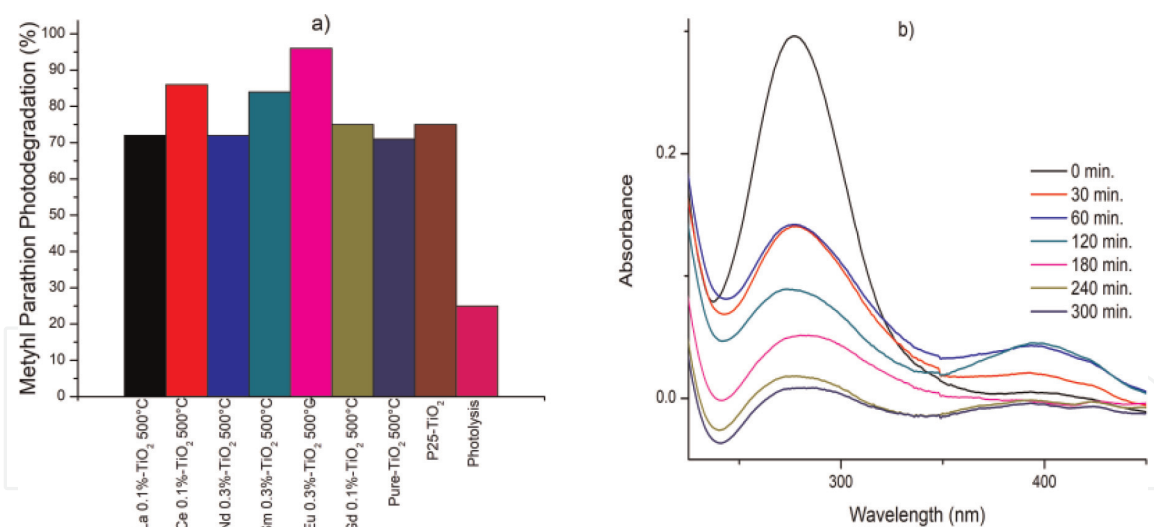 a)
Metyhl Parathion Photodegradation (%)
100
90
80
70
60
50
40
30
20
10
0
La 0.1%-TiO2 500°C
Ce 0.1%-TiO2 500°C
Nd 0.3%-TiO2 500°C
Sm 0.3%-TiO2 500°C
Eu 0.3%-TiO2 500°C
Gd 0.1%-TiO2 500°C
Pure-TiO2 500°C
P25-TiO2
Photolysis
b)
Absorbance
0.2
0.1
0.0
0 min.
30 min.
60 min.
120 min.
180 min.
240 min.
300 min.
300
400
Wavelength (nm)